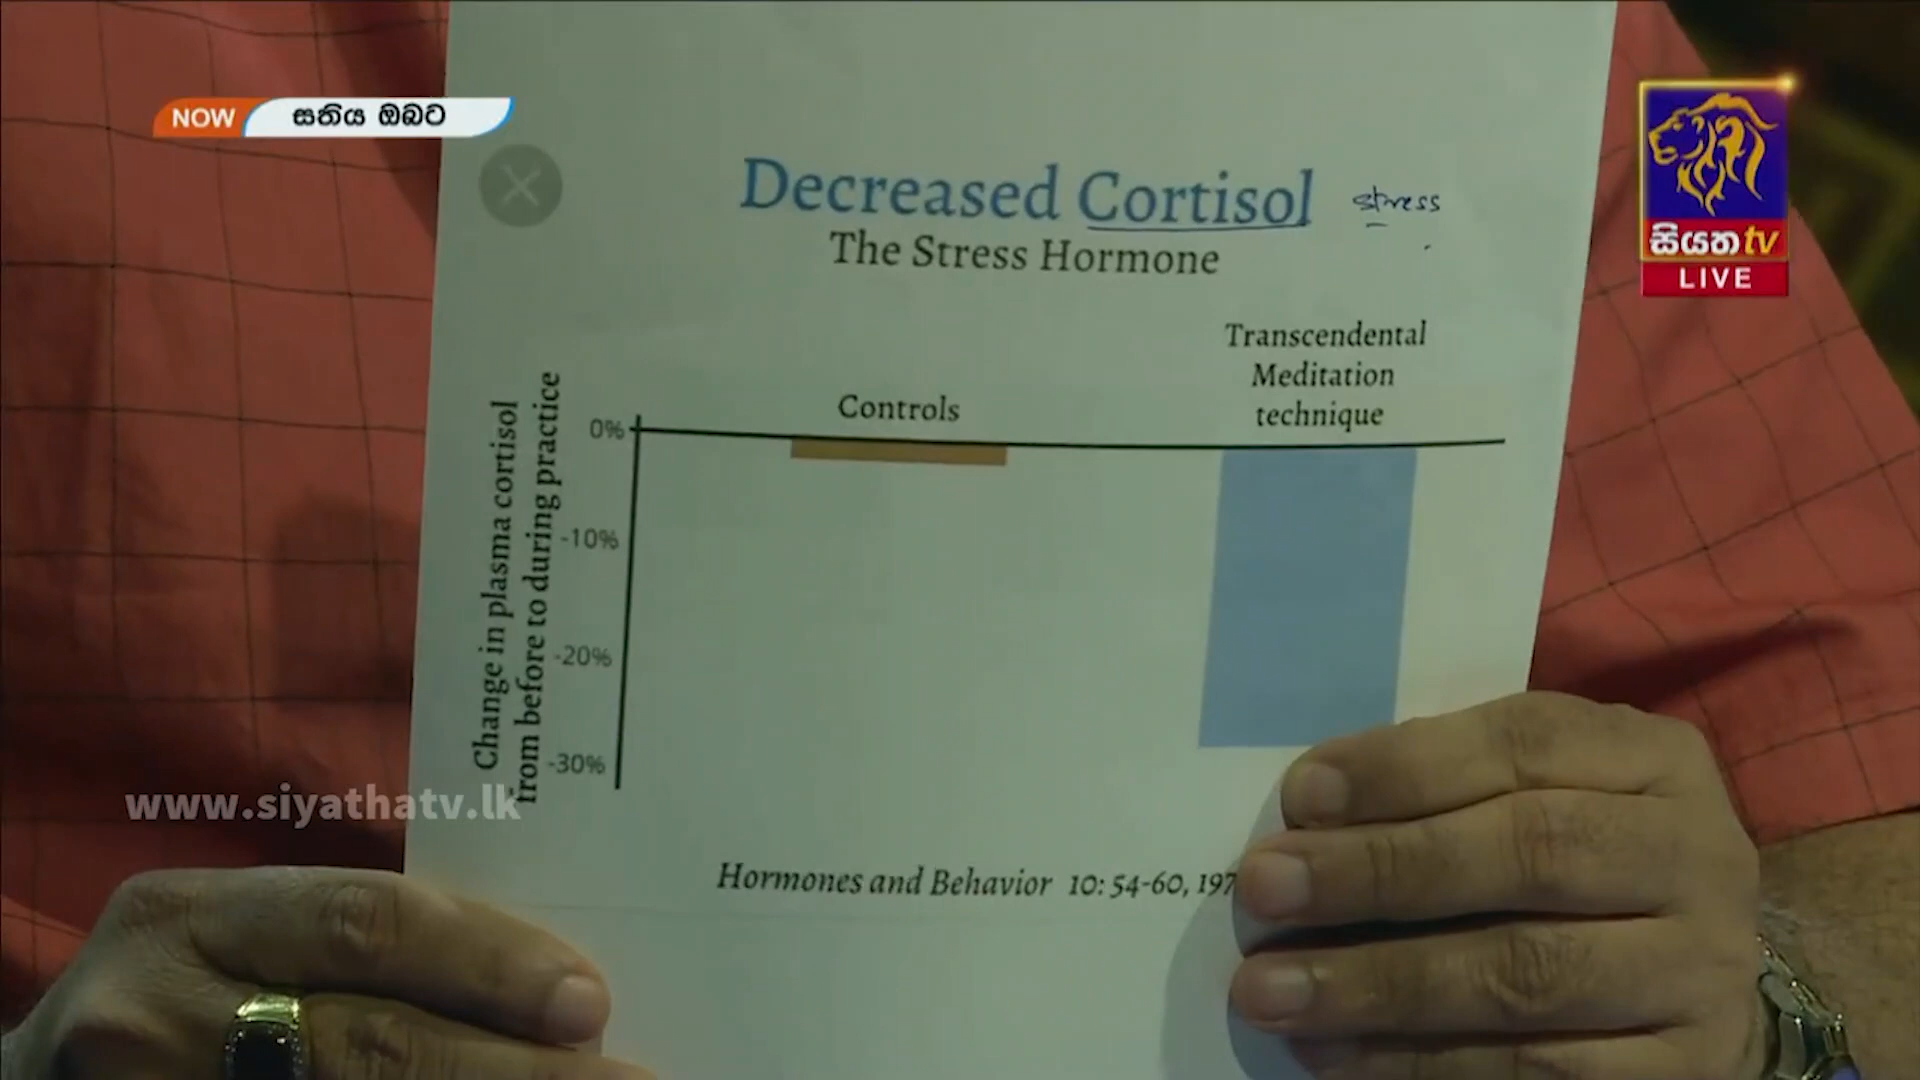 NOW සතිය ඔබට
සියත tv
LIVE
Decreased Cortisol stress
The Stress Hormone
Transcendental
Meditation
technique
Controls
Change in plasma cortisol
from before to during practice
0%
-10%
-20%
-30%
www.siyathatv.lk
Hormones and Behavior 10: 54-60, 197